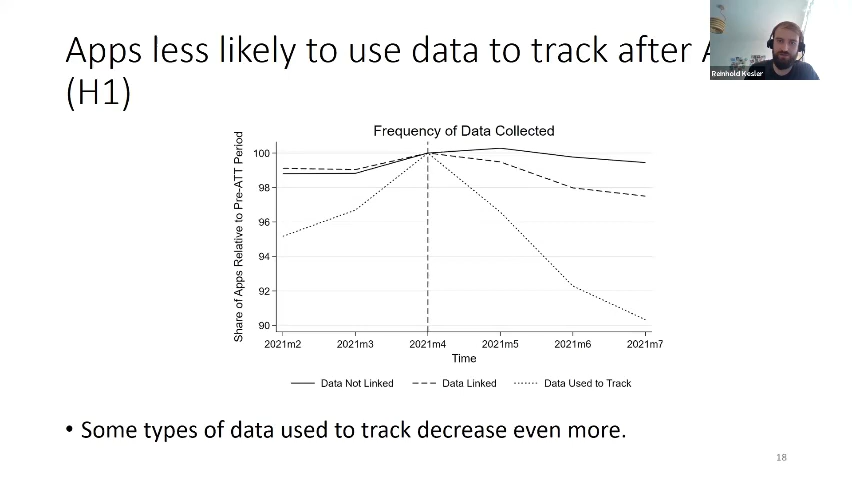 Apps less likely to use data to track after
(H1)
Reinhold Kesler
Frequency of Data Collected
Share of Apps Relative to Pre-ATT Period
100
98
96
94
92
90
2021m2 2021m3 2021m4 2021m5 2021m6 2021m7
Time
Data Not Linked Data Linked Data Used to Track
• Some types of data used to track decrease even more.
18